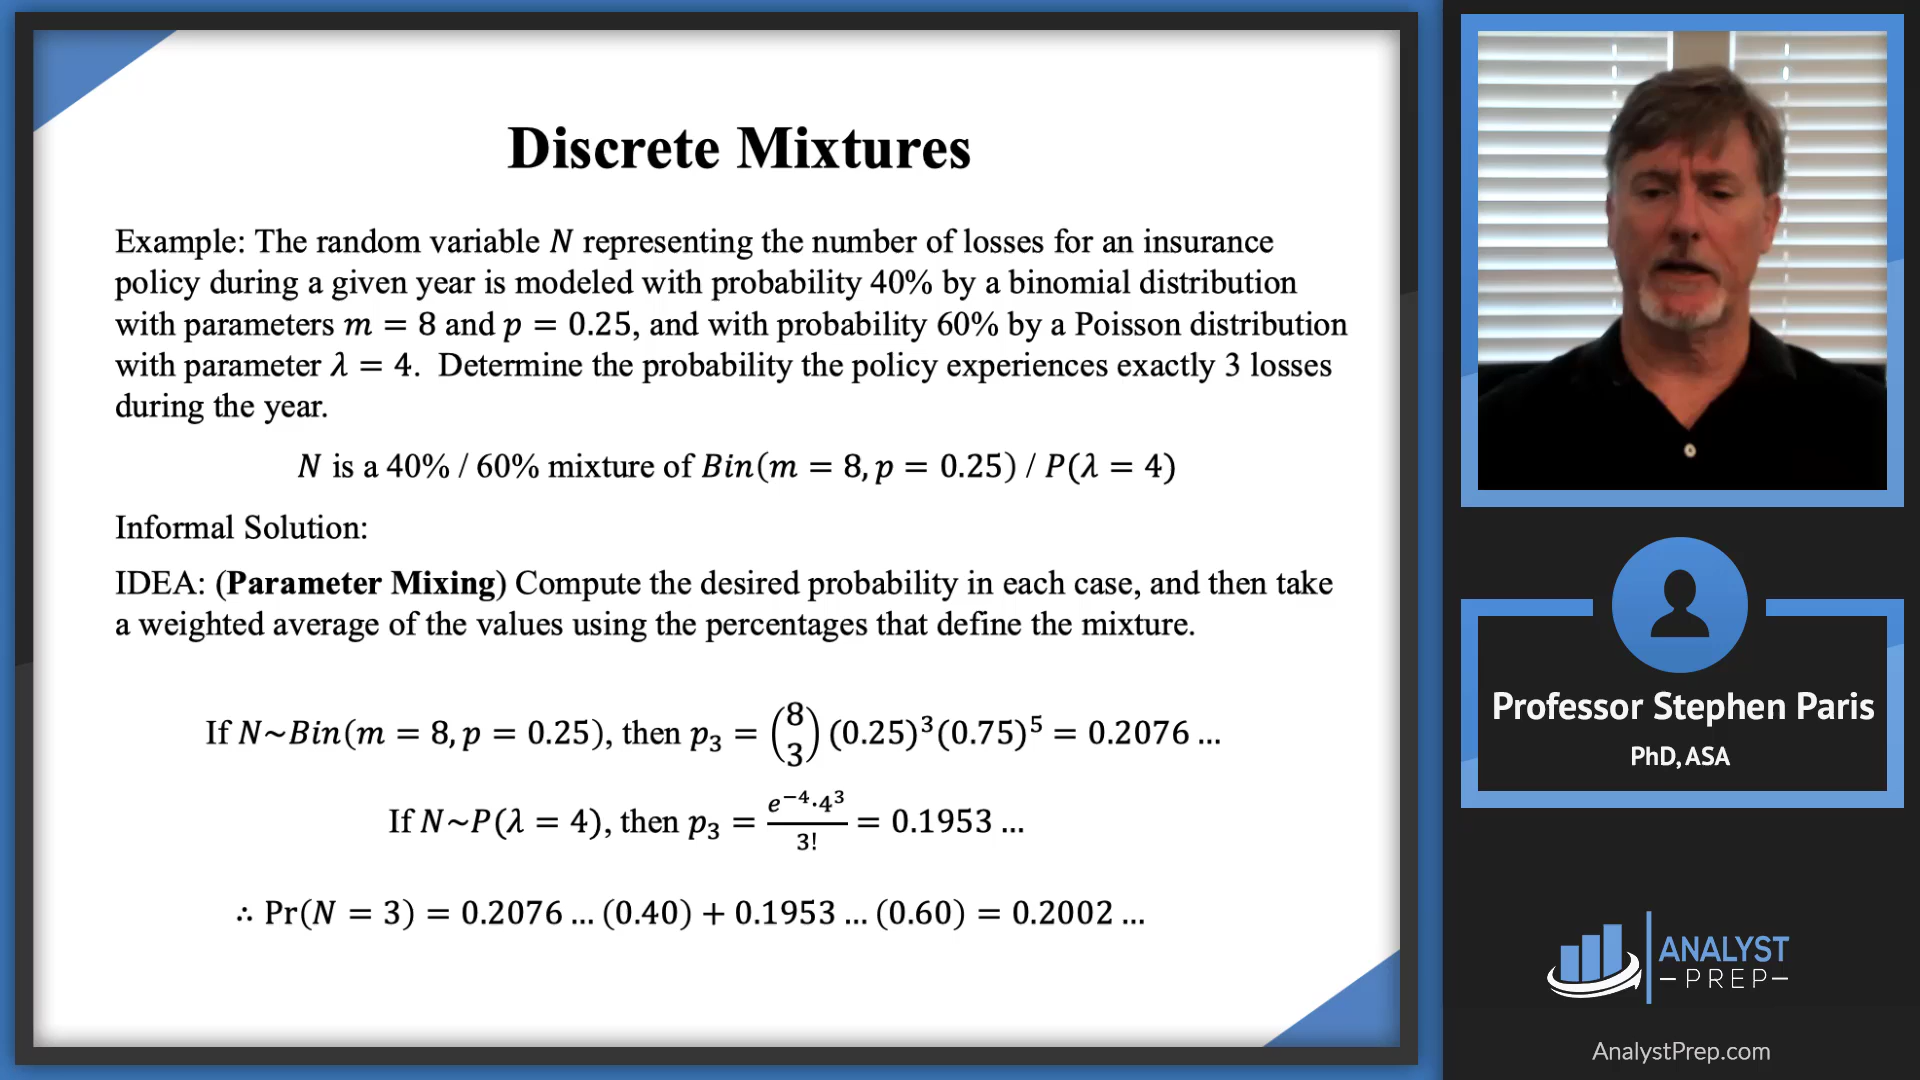 Discrete Mixtures
Example: The random variable N representing the number of losses for an insurance
policy during a given year is modeled with probability 40% by a binomial distribution
with parameters m = 8 and p = 0.25, and with probability 60% by a Poisson distribution
with parameter λ = 4. Determine the probability the policy experiences exactly 3 losses
during the year.
N is a 40% / 60% mixture of Bin(m = 8, p = 0.25) / P(λ = 4)
Informal Solution:
IDEA: (Parameter Mixing) Compute the desired probability in each case, and then take
a weighted average of the values using the percentages that define the mixture.
If N~Bin(m = 8, p = 0.25), then p₃ = (8 3) (0.25)³(0.75)⁵ = 0.2076 ...
If N~P(λ = 4), then p₃ = e⁻⁴·4³ / 3! = 0.1953 ...
∴ Pr(N = 3) = 0.2076 ... (0.40) + 0.1953 ... (0.60) = 0.2002 ...
Professor Stephen Paris
PhD, ASA
ANALYST
PREP
AnalystPrep.com